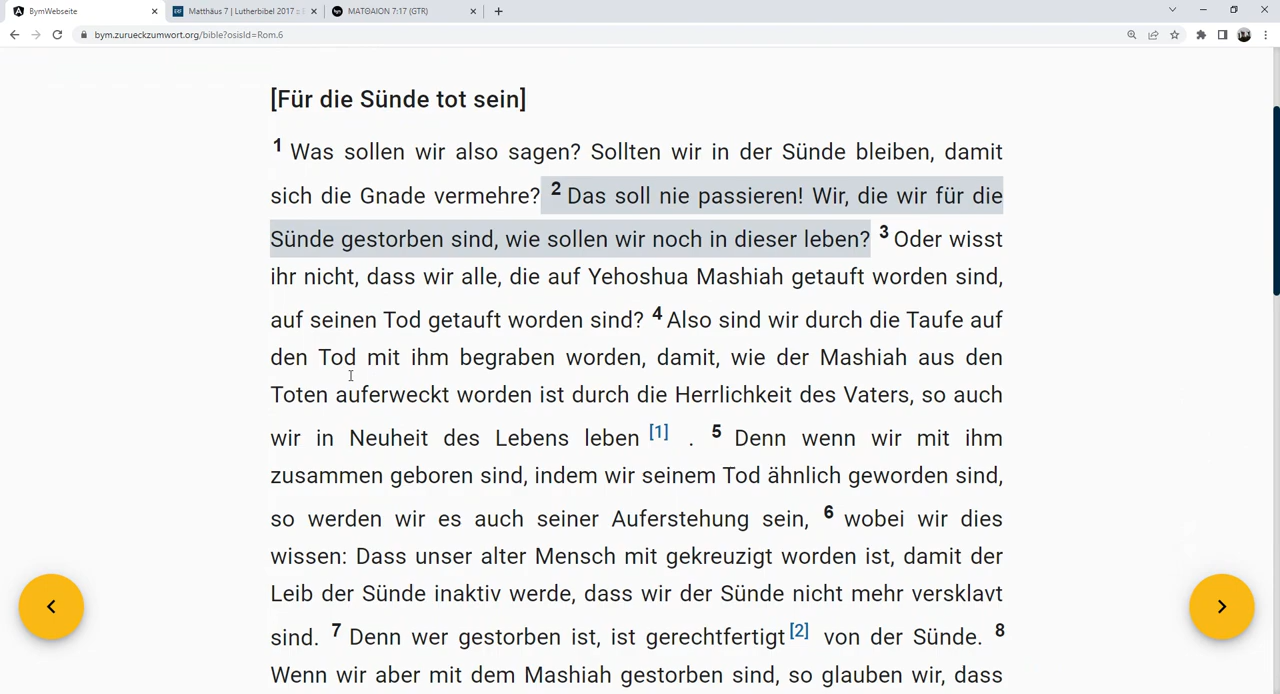 BymWebseite
Matthäus 7 | Lutherbibel 2017 ::
ΜΑΤΘΑΙΟΝ 7:17 (GTR)
bym.zurueckzumwort.org/bible?osisId=Rom.6
[Für die Sünde tot sein]
1 Was sollen wir also sagen? Sollten wir in der Sünde bleiben, damit
sich die Gnade vermehre? 2 Das soll nie passieren! Wir, die wir für die
Sünde gestorben sind, wie sollen wir noch in dieser leben? 3 Oder wisst
ihr nicht, dass wir alle, die auf Yehoshua Mashiah getauft worden sind,
auf seinen Tod getauft worden sind? 4 Also sind wir durch die Taufe auf
den Tod mit ihm begraben worden, damit, wie der Mashiah aus den
Toten auferweckt worden ist durch die Herrlichkeit des Vaters, so auch
wir in Neuheit des Lebens leben [1] . 5 Denn wenn wir mit ihm
zusammen geboren sind, indem wir seinem Tod ähnlich geworden sind,
so werden wir es auch seiner Auferstehung sein, 6 wobei wir dies
wissen: Dass unser alter Mensch mit gekreuzigt worden ist, damit der
Leib der Sünde inaktiv werde, dass wir der Sünde nicht mehr versklavt
sind. 7 Denn wer gestorben ist, ist gerechtfertigt [2] von der Sünde. 8
Wenn wir aber mit dem Mashiah gestorben sind, so glauben wir, dass